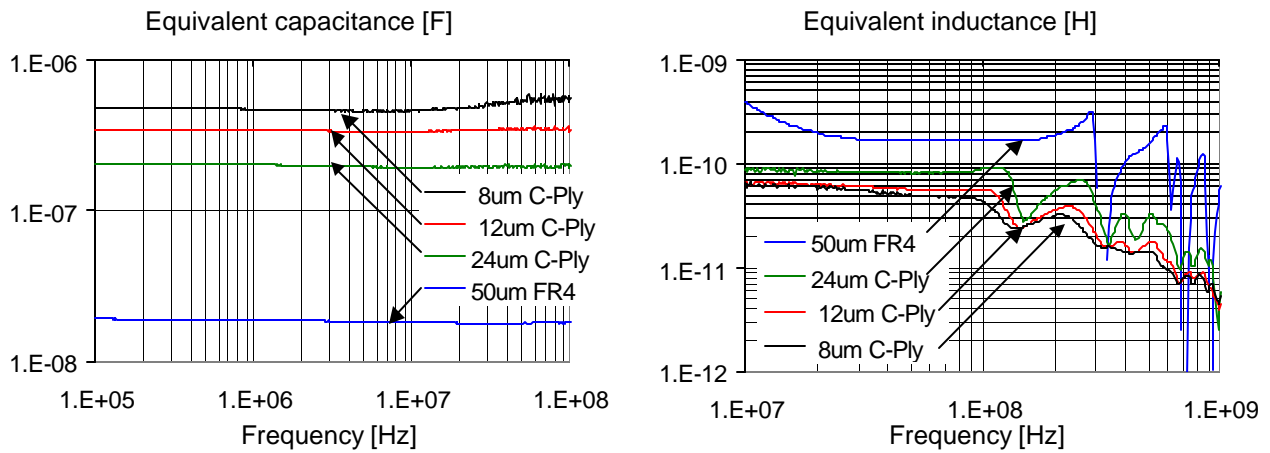 Equivalent capacitance [F]
1.E-06
1.E-07
1.E-08
8um C-Ply
12um C-Ply
24um C-Ply
50um FR4
1.E+05 1.E+06 1.E+07 1.E+08
Frequency [Hz]
Equivalent inductance [H]
1.E-09
1.E-10
1.E-11
1.E-12
50um FR4
24um C-Ply
12um C-Ply
8um C-Ply
1.E+07 1.E+08 1.E+09
Frequency [Hz]